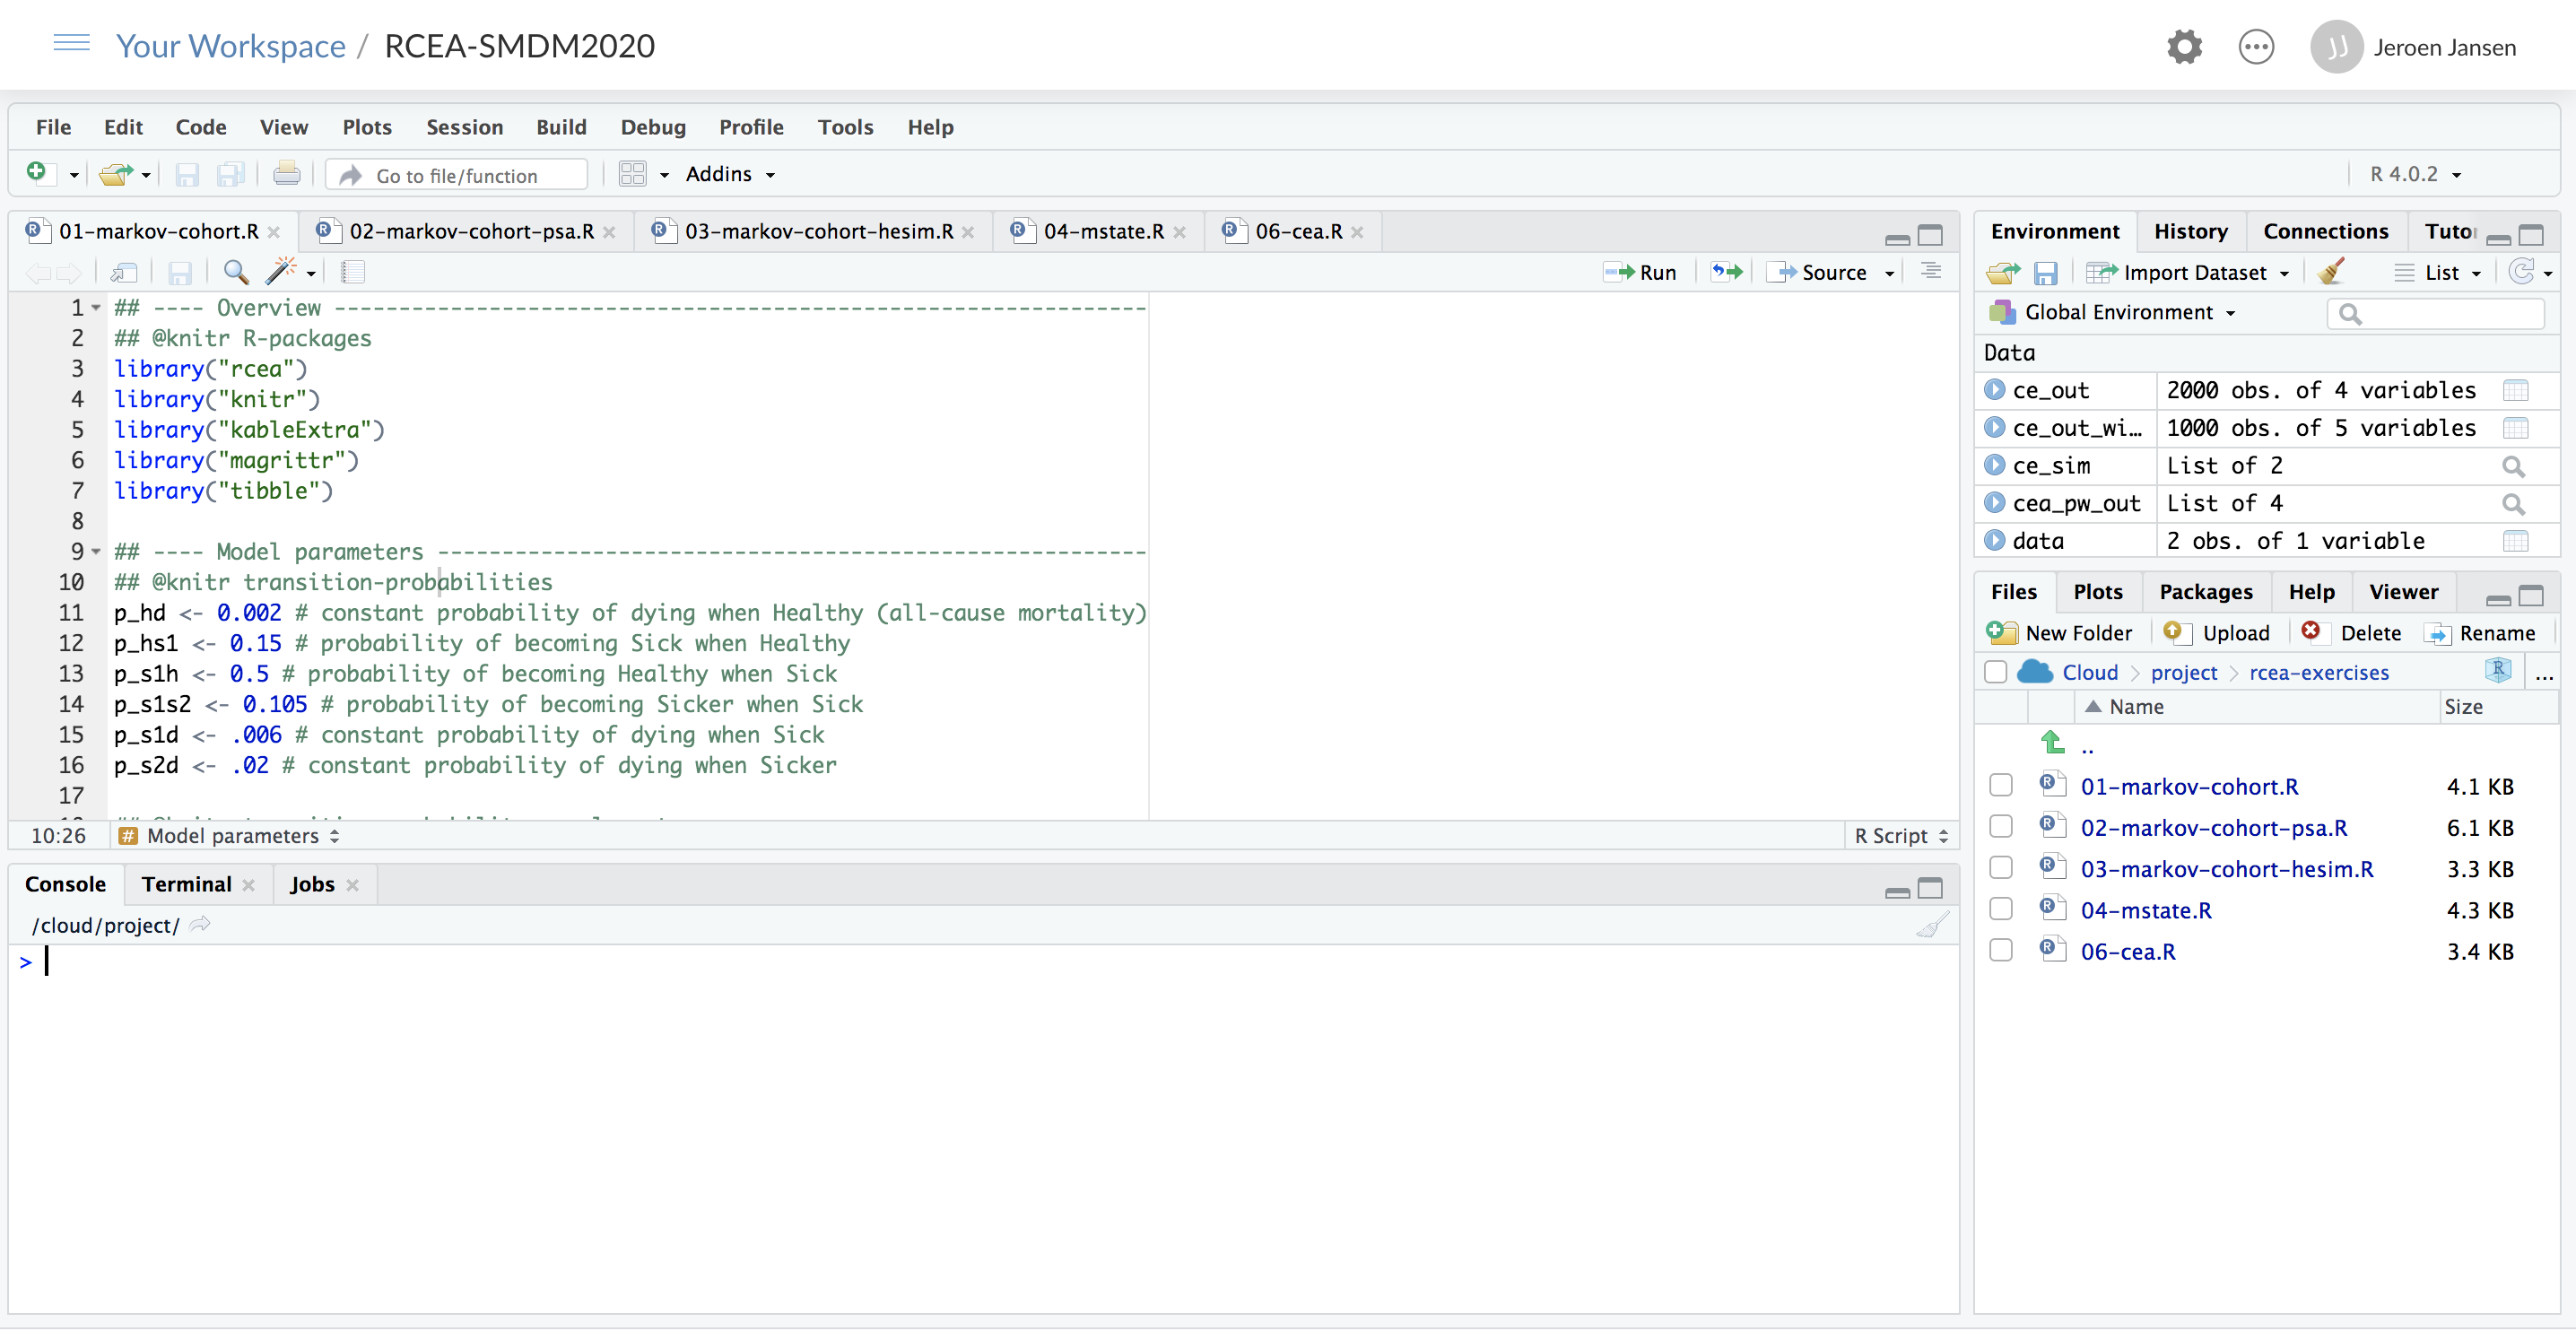 Your Workspace / RCEA-SMDM2020
JJ Jeroen Jansen
File Edit Code View Plots Session Build Debug Profile Tools Help
Go to file/function Addins R 4.0.2
01-markov-cohort.R 02-markov-cohort-psa.R 03-markov-cohort-hesim.R 04-mstate.R 06-cea.R
Run Source
1 ## ---- Overview ---------------------------------------------------------------
2 ## @knitr R-packages
3 library("rcea")
4 library("knitr")
5 library("kableExtra")
6 library("magrittr")
7 library("tibble")
8
9 ## ---- Model parameters -------------------------------------------------------
10 ## @knitr transition-probabilities
11 p_hd <- 0.002 # constant probability of dying when Healthy (all-cause mortality)
12 p_hs1 <- 0.15 # probability of becoming Sick when Healthy
13 p_s1h <- 0.5 # probability of becoming Healthy when Sick
14 p_s1s2 <- 0.105 # probability of becoming Sicker when Sick
15 p_s1d <- .006 # constant probability of dying when Sick
16 p_s2d <- .02 # constant probability of dying when Sicker
17
10:26 # Model parameters R Script
Console Terminal Jobs
/cloud/project/
>
Environment History Connections Tuto
Import Dataset List
Global Environment
Data
ce_out 2000 obs. of 4 variables
ce_out_wi… 1000 obs. of 5 variables
ce_sim List of 2
cea_pw_out List of 4
data 2 obs. of 1 variable
Files Plots Packages Help Viewer
New Folder Upload Delete Rename
Cloud > project > rcea-exercises R ...
Name Size
..
01-markov-cohort.R 4.1 KB
02-markov-cohort-psa.R 6.1 KB
03-markov-cohort-hesim.R 3.3 KB
04-mstate.R 4.3 KB
06-cea.R 3.4 KB